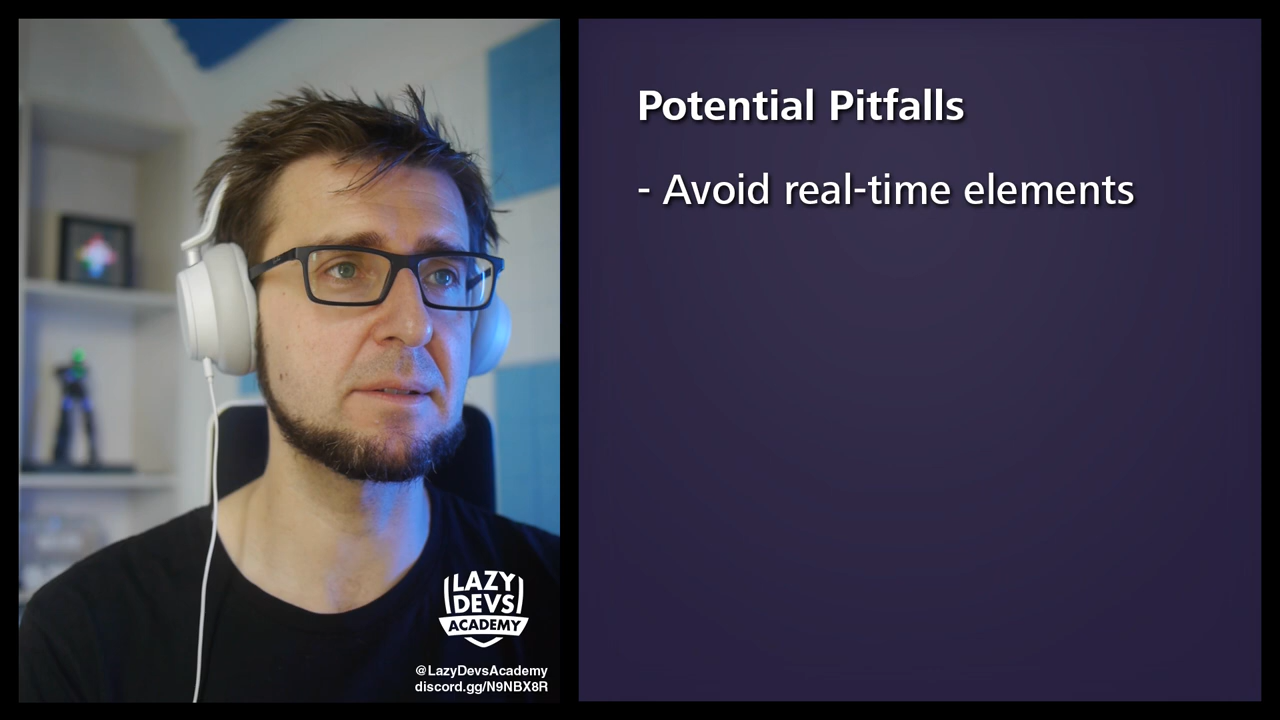 Potential Pitfalls
- Avoid real-time elements
LAZY
DEVS
ACADEMY
@LazyDevsAcademy
discord.gg/N9NBX8R